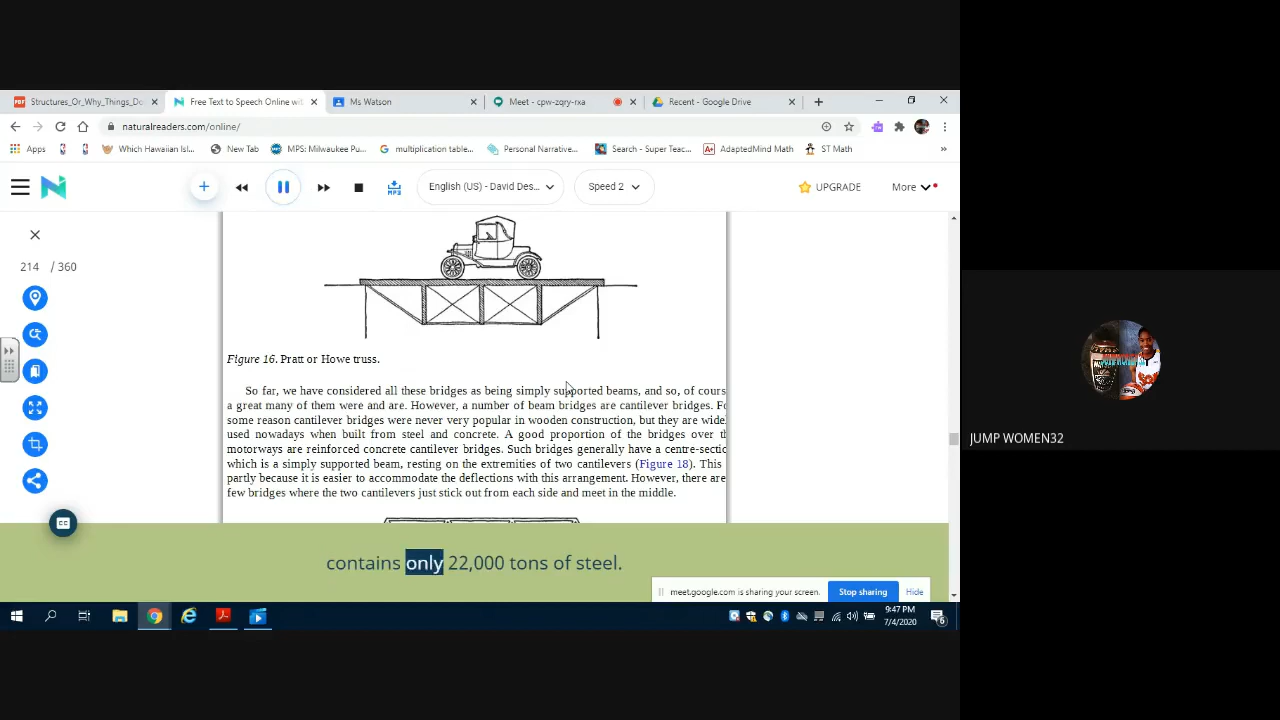 Structures_Or_Why_Things_Do
Free Text to Speech Online wit
Ms Watson
Meet - cpw-zqry-rxa
Recent - Google Drive
naturalreaders.com/online/
Apps
Which Hawaiian Isl...
New Tab
MPS: Milwaukee Pu...
multiplication table...
Personal Narrative...
Search - Super Teac...
AdaptedMind Math
ST Math
»
MP3
English (US) - David Des...
Speed 2
UPGRADE
More
214 / 360
Figure 16. Pratt or Howe truss.
So far, we have considered all these bridges as being simply supported beams, and so, of cours
a great many of them were and are. However, a number of beam bridges are cantilever bridges. Fo
some reason cantilever bridges were never very popular in wooden construction, but they are wide
used nowadays when built from steel and concrete. A good proportion of the bridges over th
motorways are reinforced concrete cantilever bridges. Such bridges generally have a centre-sectio
which is a simply supported beam, resting on the extremities of two cantilevers (Figure 18). This
partly because it is easier to accommodate the deflections with this arrangement. However, there are
few bridges where the two cantilevers just stick out from each side and meet in the middle.
CC
contains only 22,000 tons of steel.
meet.google.com is sharing your screen.
Stop sharing
Hide
9:47 PM
7/4/2020
6
JUMP WOMEN32